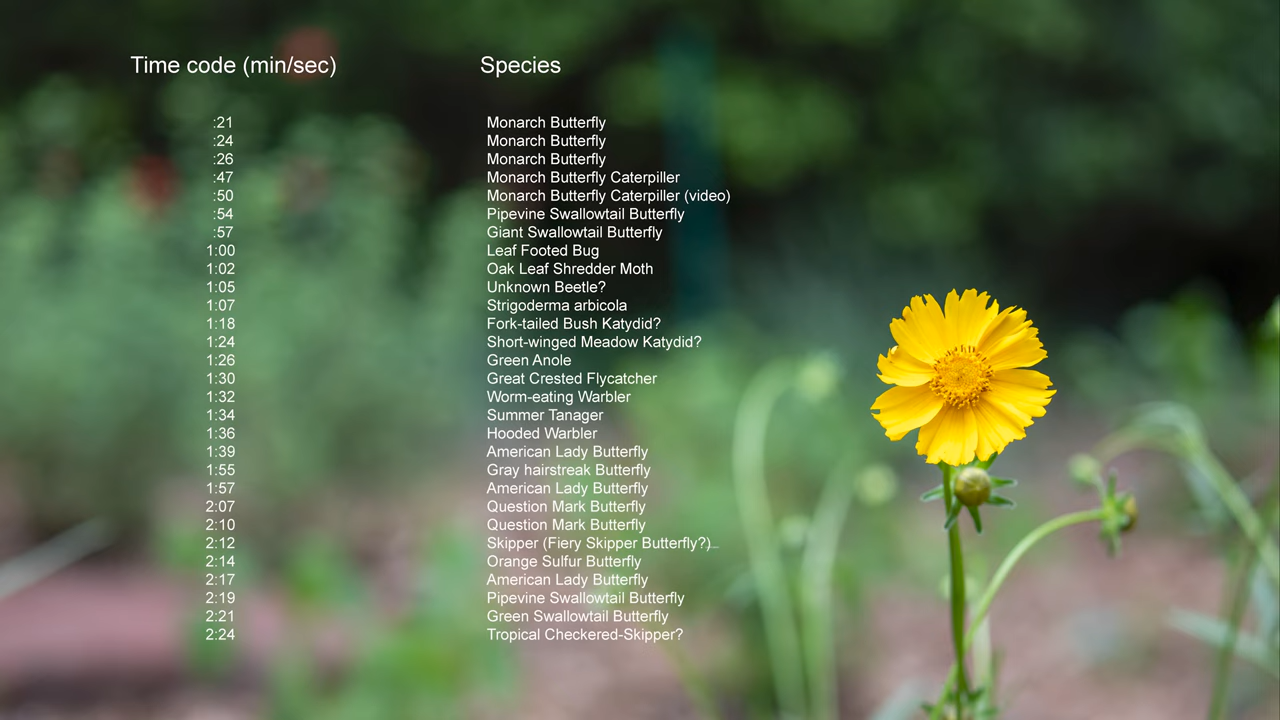 Time code (min/sec) Species
:21 Monarch Butterfly
:24 Monarch Butterfly
:26 Monarch Butterfly
:47 Monarch Butterfly Caterpiller
:50 Monarch Butterfly Caterpiller (video)
:54 Pipevine Swallowtail Butterfly
:57 Giant Swallowtail Butterfly
1:00 Leaf Footed Bug
1:02 Oak Leaf Shredder Moth
1:05 Unknown Beetle?
1:07 Strigoderma arbicola
1:18 Fork-tailed Bush Katydid?
1:24 Short-winged Meadow Katydid?
1:26 Green Anole
1:30 Great Crested Flycatcher
1:32 Worm-eating Warbler
1:34 Summer Tanager
1:36 Hooded Warbler
1:39 American Lady Butterfly
1:55 Gray hairstreak Butterfly
1:57 American Lady Butterfly
2:07 Question Mark Butterfly
2:10 Question Mark Butterfly
2:12 Skipper (Fiery Skipper Butterfly?)
2:14 Orange Sulfur Butterfly
2:17 American Lady Butterfly
2:19 Pipevine Swallowtail Butterfly
2:21 Green Swallowtail Butterfly
2:24 Tropical Checkered-Skipper?